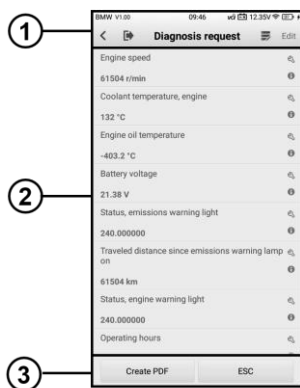 BMW V1.00 09:46 12.35V
1
Diagnosis request Edit
Engine speed
61504 r/min
Coolant temperature, engine
132 °C
Engine oil temperature
-403.2 °C
Battery voltage
2
21.38 V
Status, emissions warning light
240.000000
Traveled distance since emissions warning lamp
on
61504 km
Status, engine warning light
240.000000
Operating hours
3
Create PDF ESC